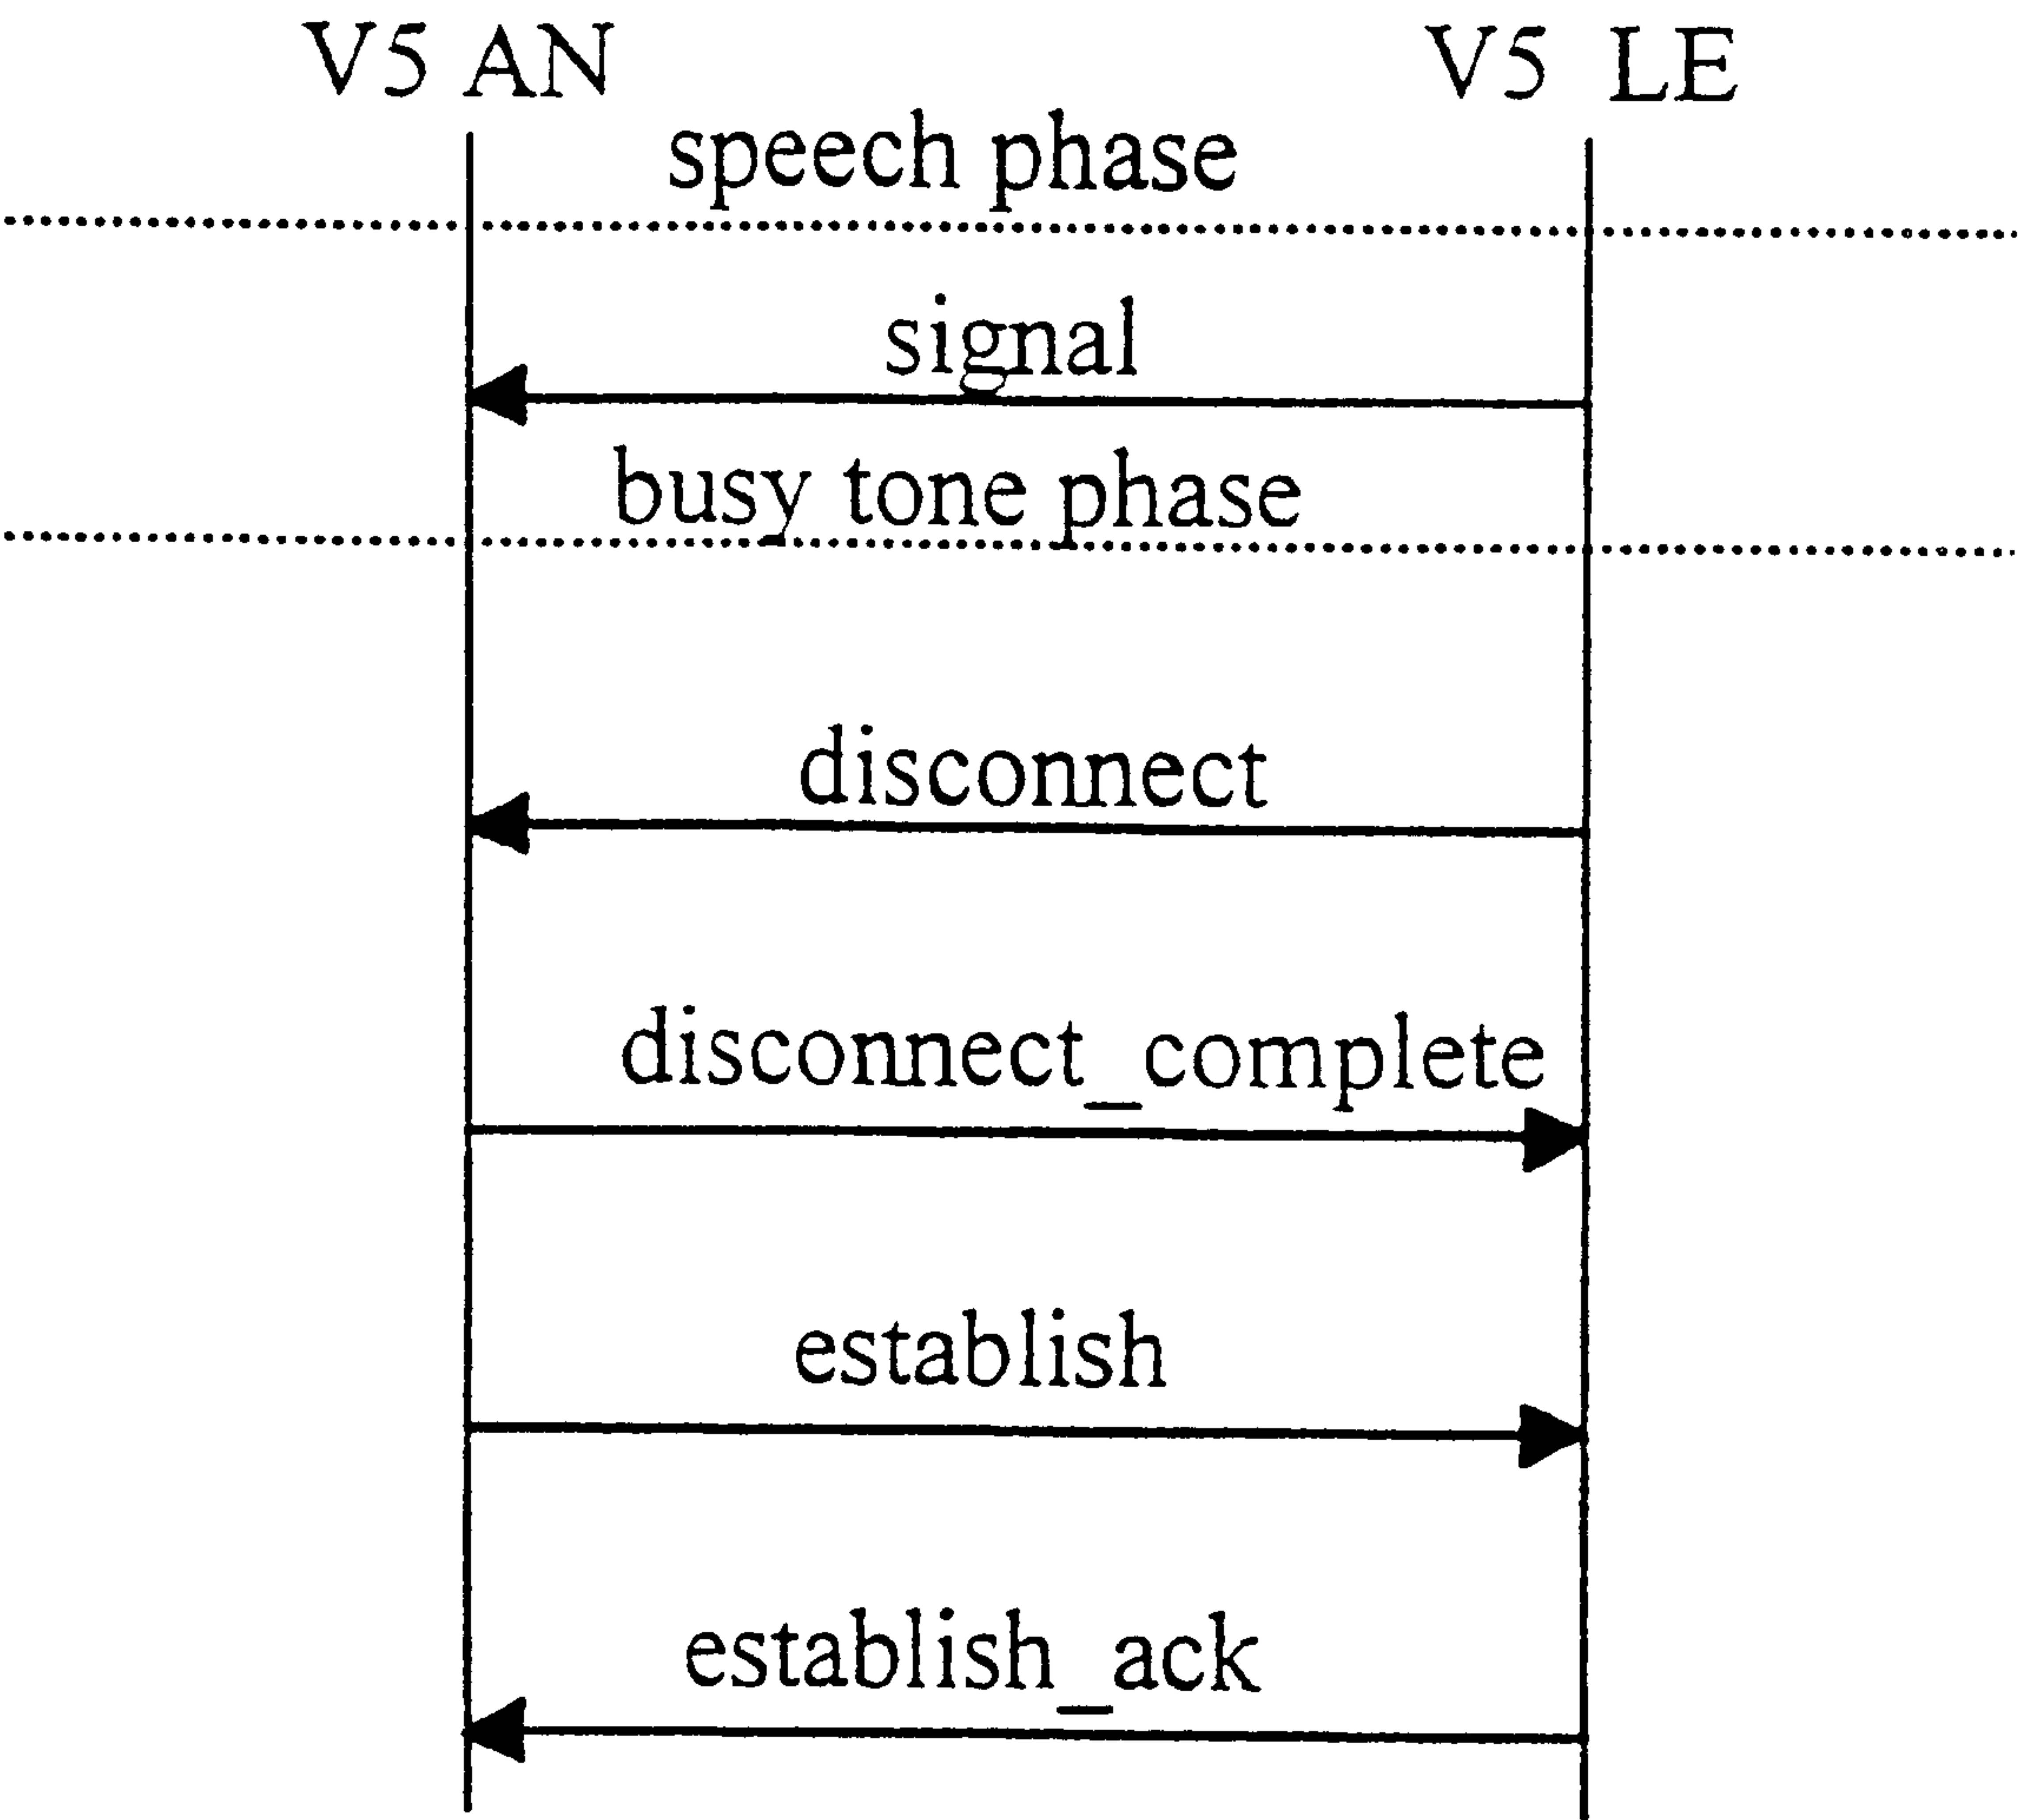 V5 AN V5 LE
speech phase
signal
busy tone phase
disconnect
disconnect_complete
establish
establish_ack